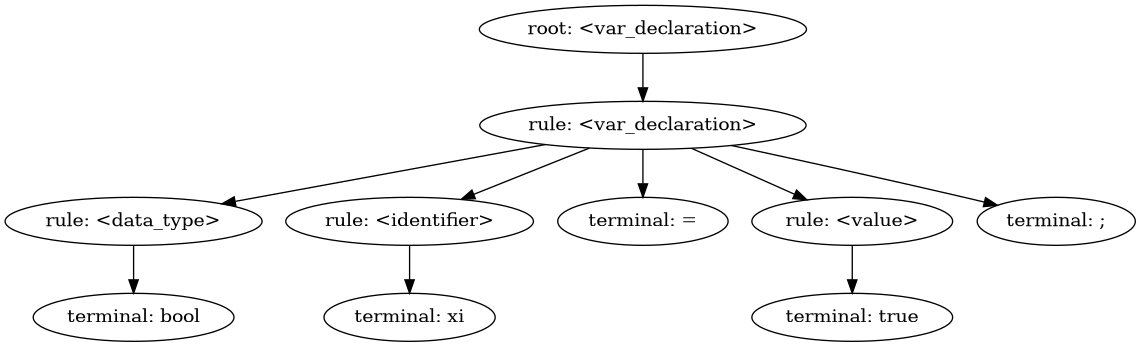 root: <var_declaration>
rule: <var_declaration>
rule: <data_type>
rule: <identifier>
terminal: =
rule: <value>
terminal: ;
terminal: bool
terminal: xi
terminal: true